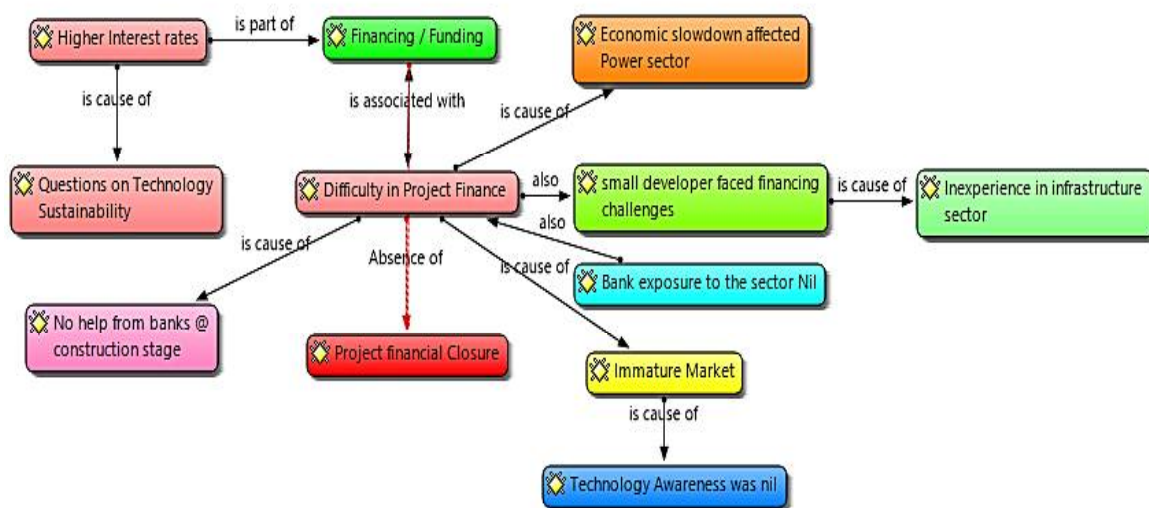 Higher Interest rates
is part of
Financing / Funding
Economic slowdown affected
Power sector
is cause of
is associated with
is cause of
Questions on Technology
Sustainability
Difficulty in Project Finance
also
small developer faced financing
challenges
is cause of
Inexperience in infrastructure
sector
also
is cause of
Absence of
is cause of
Bank exposure to the sector Nil
No help from banks @
construction stage
Project financial Closure
Immature Market
is cause of
Technology Awareness was nil